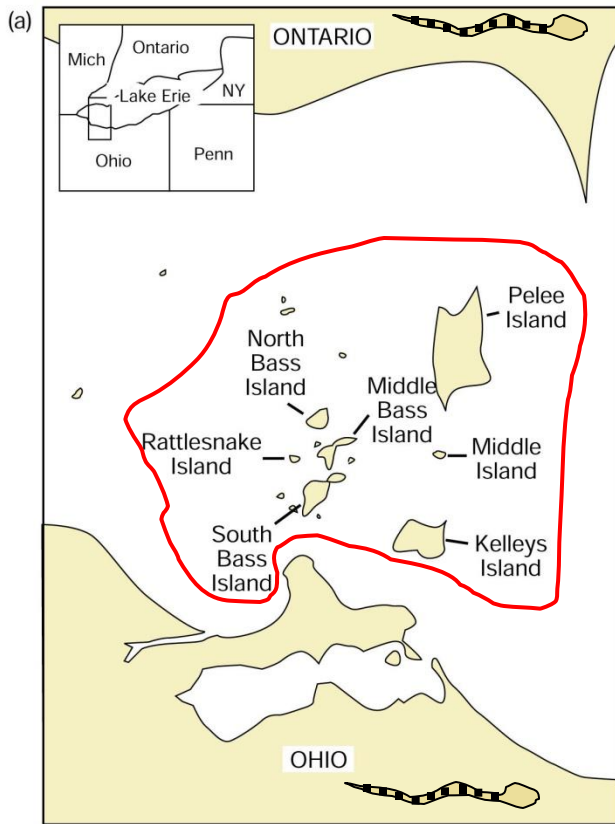 (a)
ONTARIO
Mich
Ontario
Lake Erie
NY
Ohio
Penn
Pelee
Island
North
Bass
Island
Middle
Bass
Island
Rattlesnake
Island
Middle
Island
South
Bass
Island
Kelleys
Island
OHIO